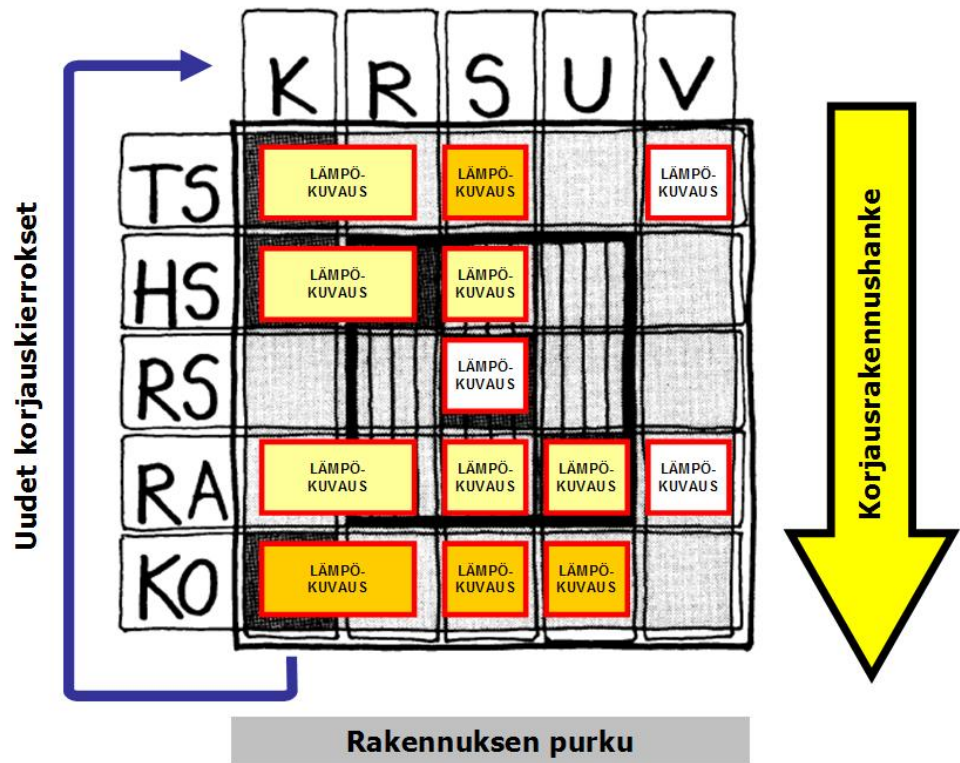 K R S U V
TS
LÄMPÖ-
KUVAUS
LÄMPÖ-
KUVAUS
LÄMPÖ-
KUVAUS
HS
LÄMPÖ-
KUVAUS
LÄMPÖ-
KUVAUS
RS
LÄMPÖ-
KUVAUS
RA
LÄMPÖ-
KUVAUS
LÄMPÖ-
KUVAUS
LÄMPÖ-
KUVAUS
LÄMPÖ-
KUVAUS
KO
LÄMPÖ-
KUVAUS
LÄMPÖ-
KUVAUS
LÄMPÖ-
KUVAUS
Uudet korjauskierrokset
Korjausrakennushanke
Rakennuksen purku